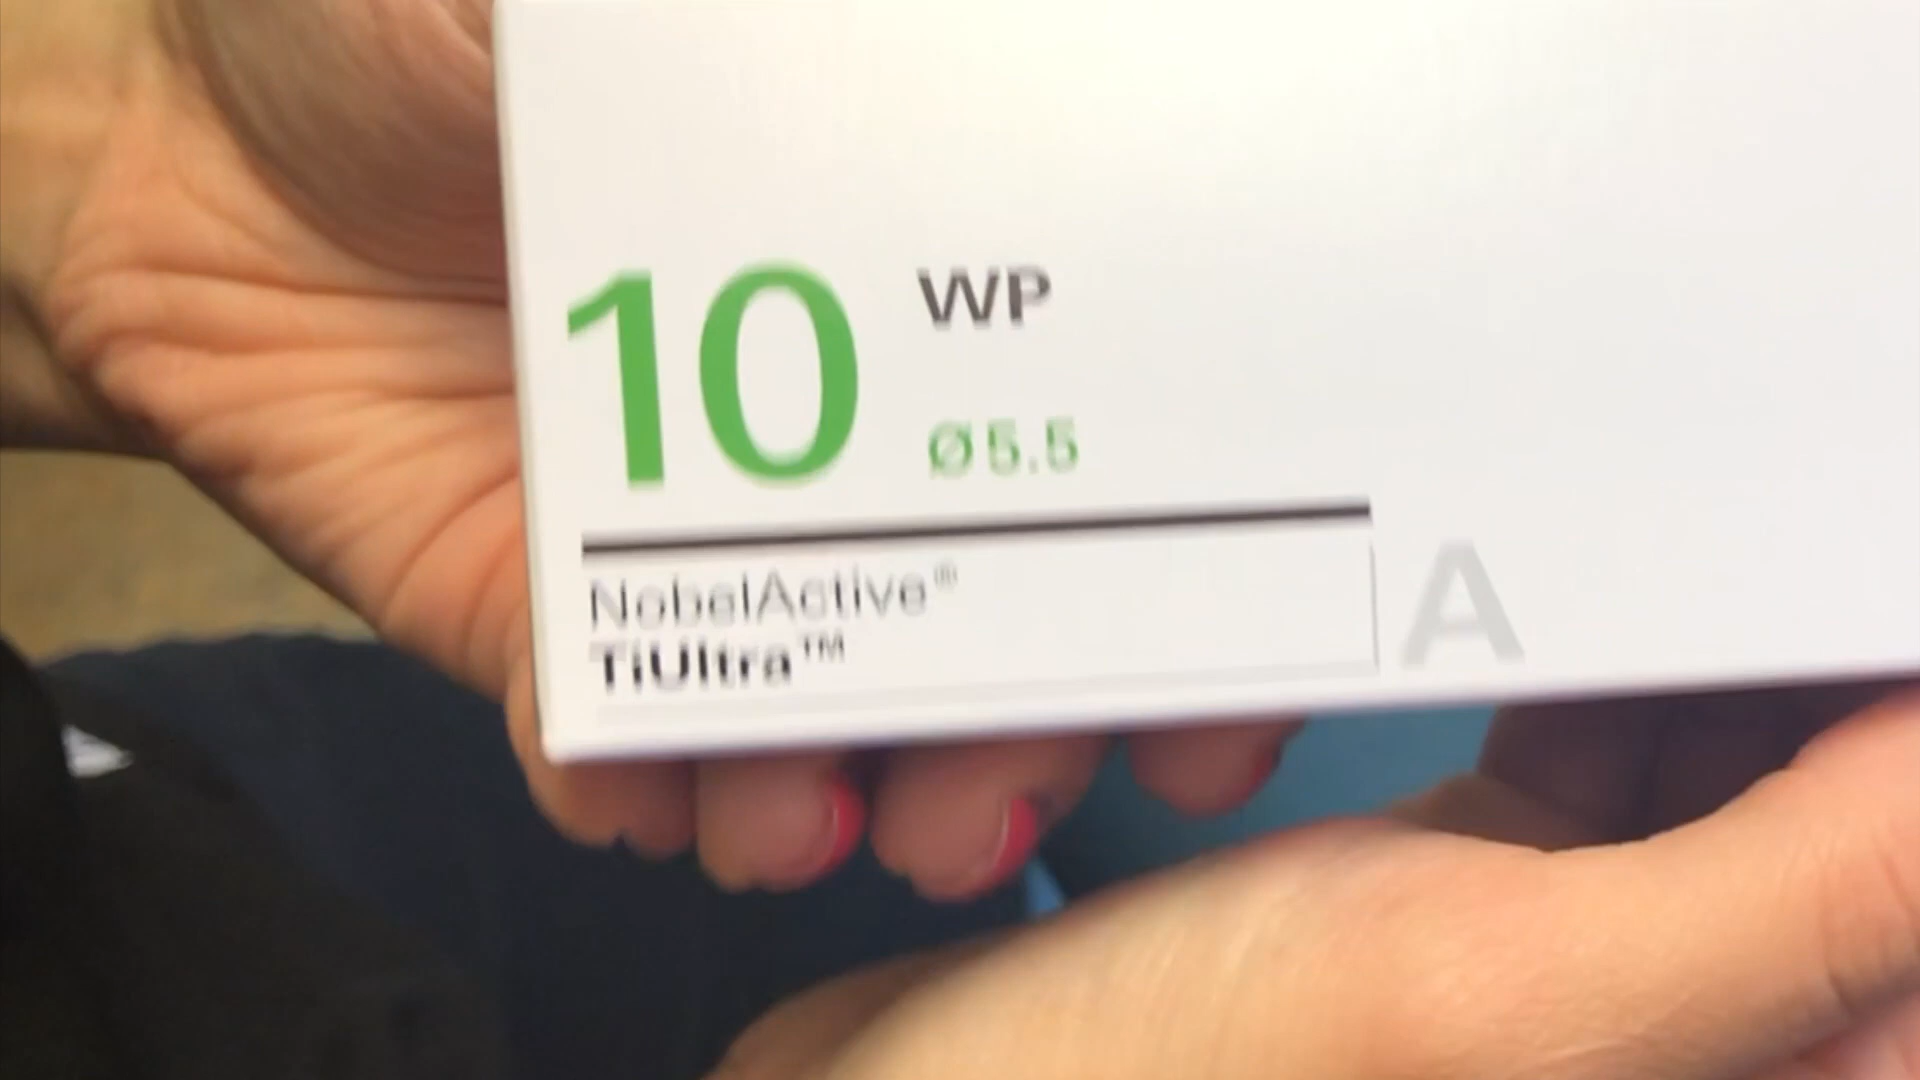 10 WP
Ø5.5
NobelActive®
TiUltra™
A